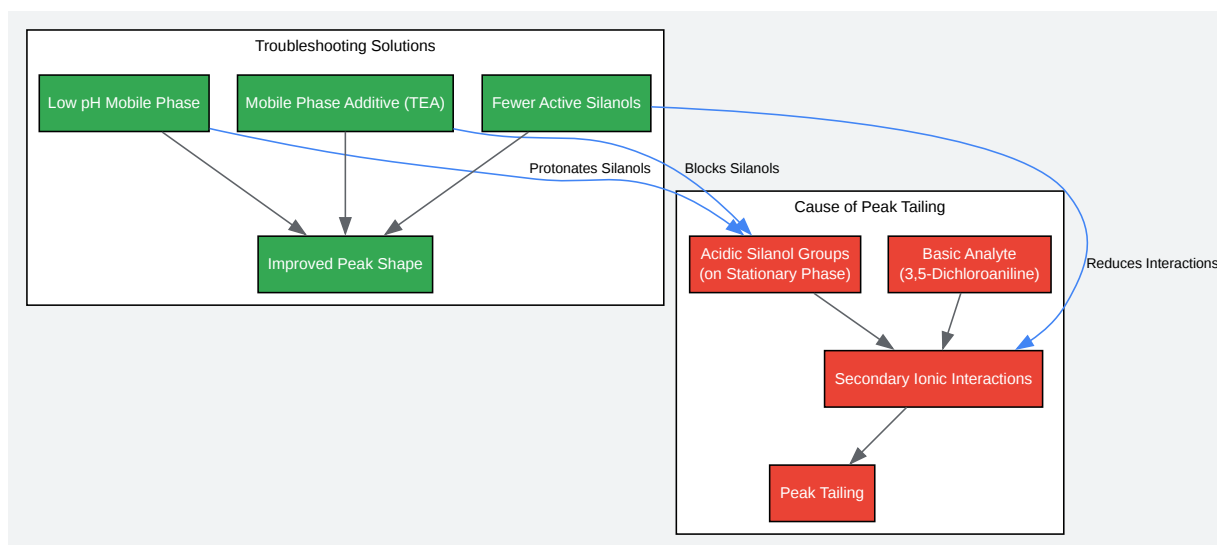 Troubleshooting Solutions
Low pH Mobile Phase
Mobile Phase Additive (TEA)
Fewer Active Silanols
Protonates Silanols
Blocks Silanols
Improved Peak Shape
Cause of Peak Tailing
Acidic Silanol Groups
(on Stationary Phase)
Basic Analyte
(3,5-Dichloroaniline)
Reduces Interactions
Secondary Ionic Interactions
Peak Tailing